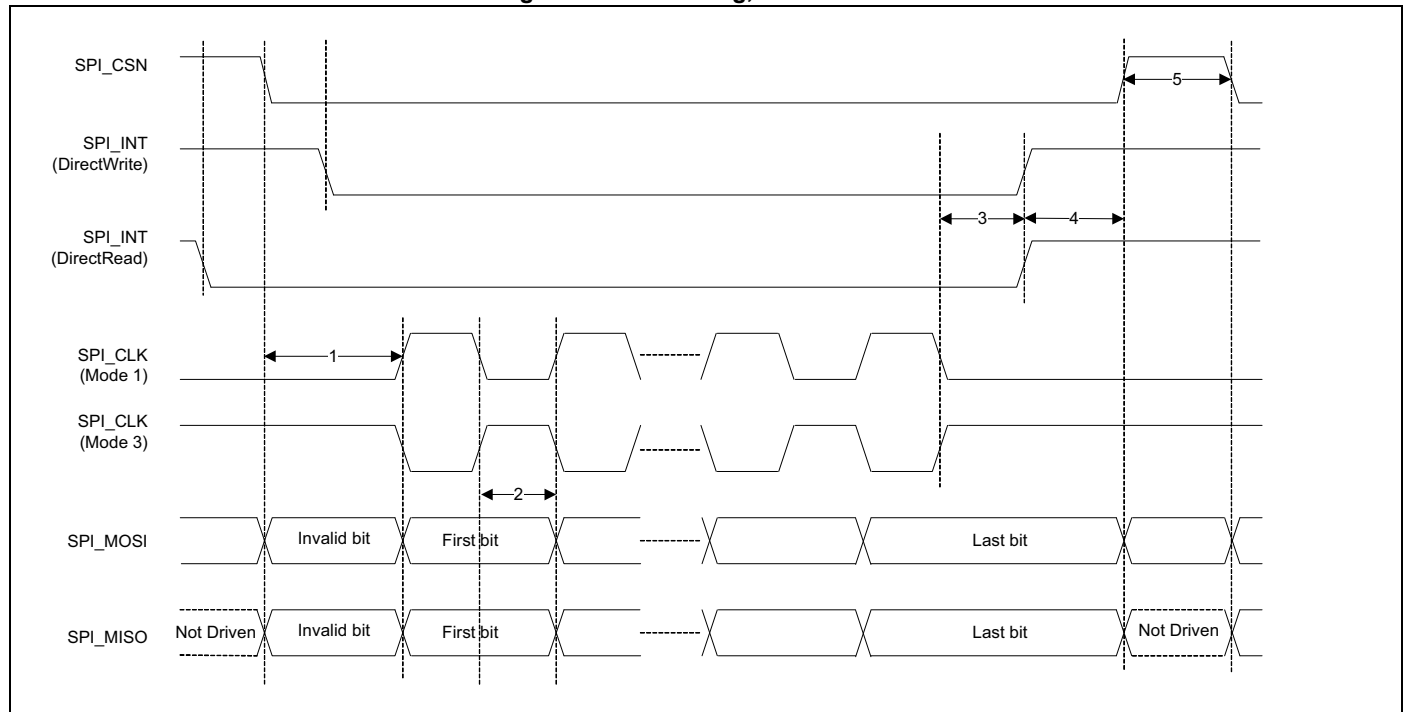 SPI_CSN
5
SPI_INT
(DirectWrite)
3
4
SPI_INT
(DirectRead)
SPI_CLK
(Mode 1)
1
SPI_CLK
(Mode 3)
2
SPI_MOSI
Invalid bit
First bit
Last bit
SPI_MISO
Not Driven
Invalid bit
First bit
Last bit
Not Driven